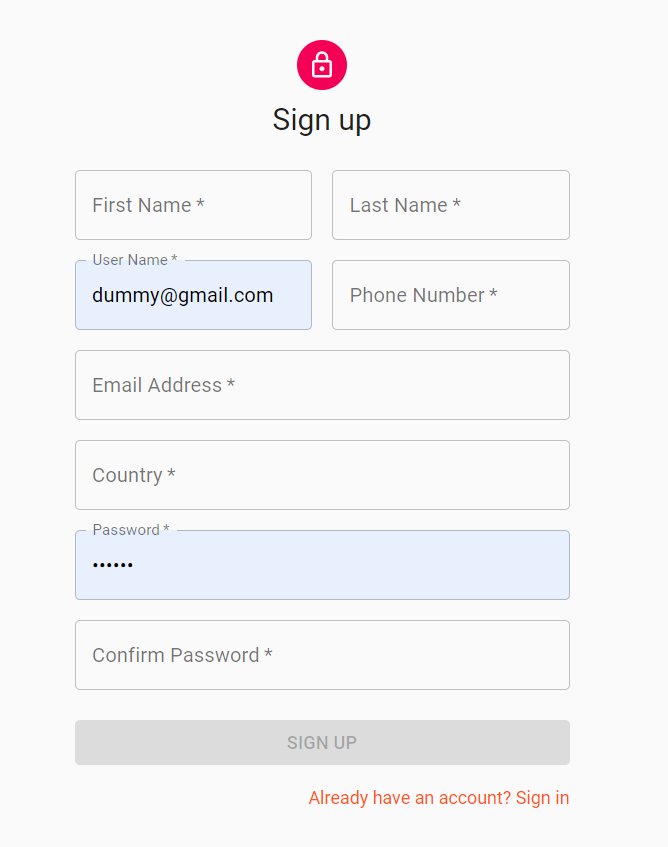 Sign up
First Name *
Last Name *
User Name *
dummy@gmail.com
Phone Number *
Email Address *
Country *
Password *
••••••
Confirm Password *
SIGN UP
Already have an account? Sign in